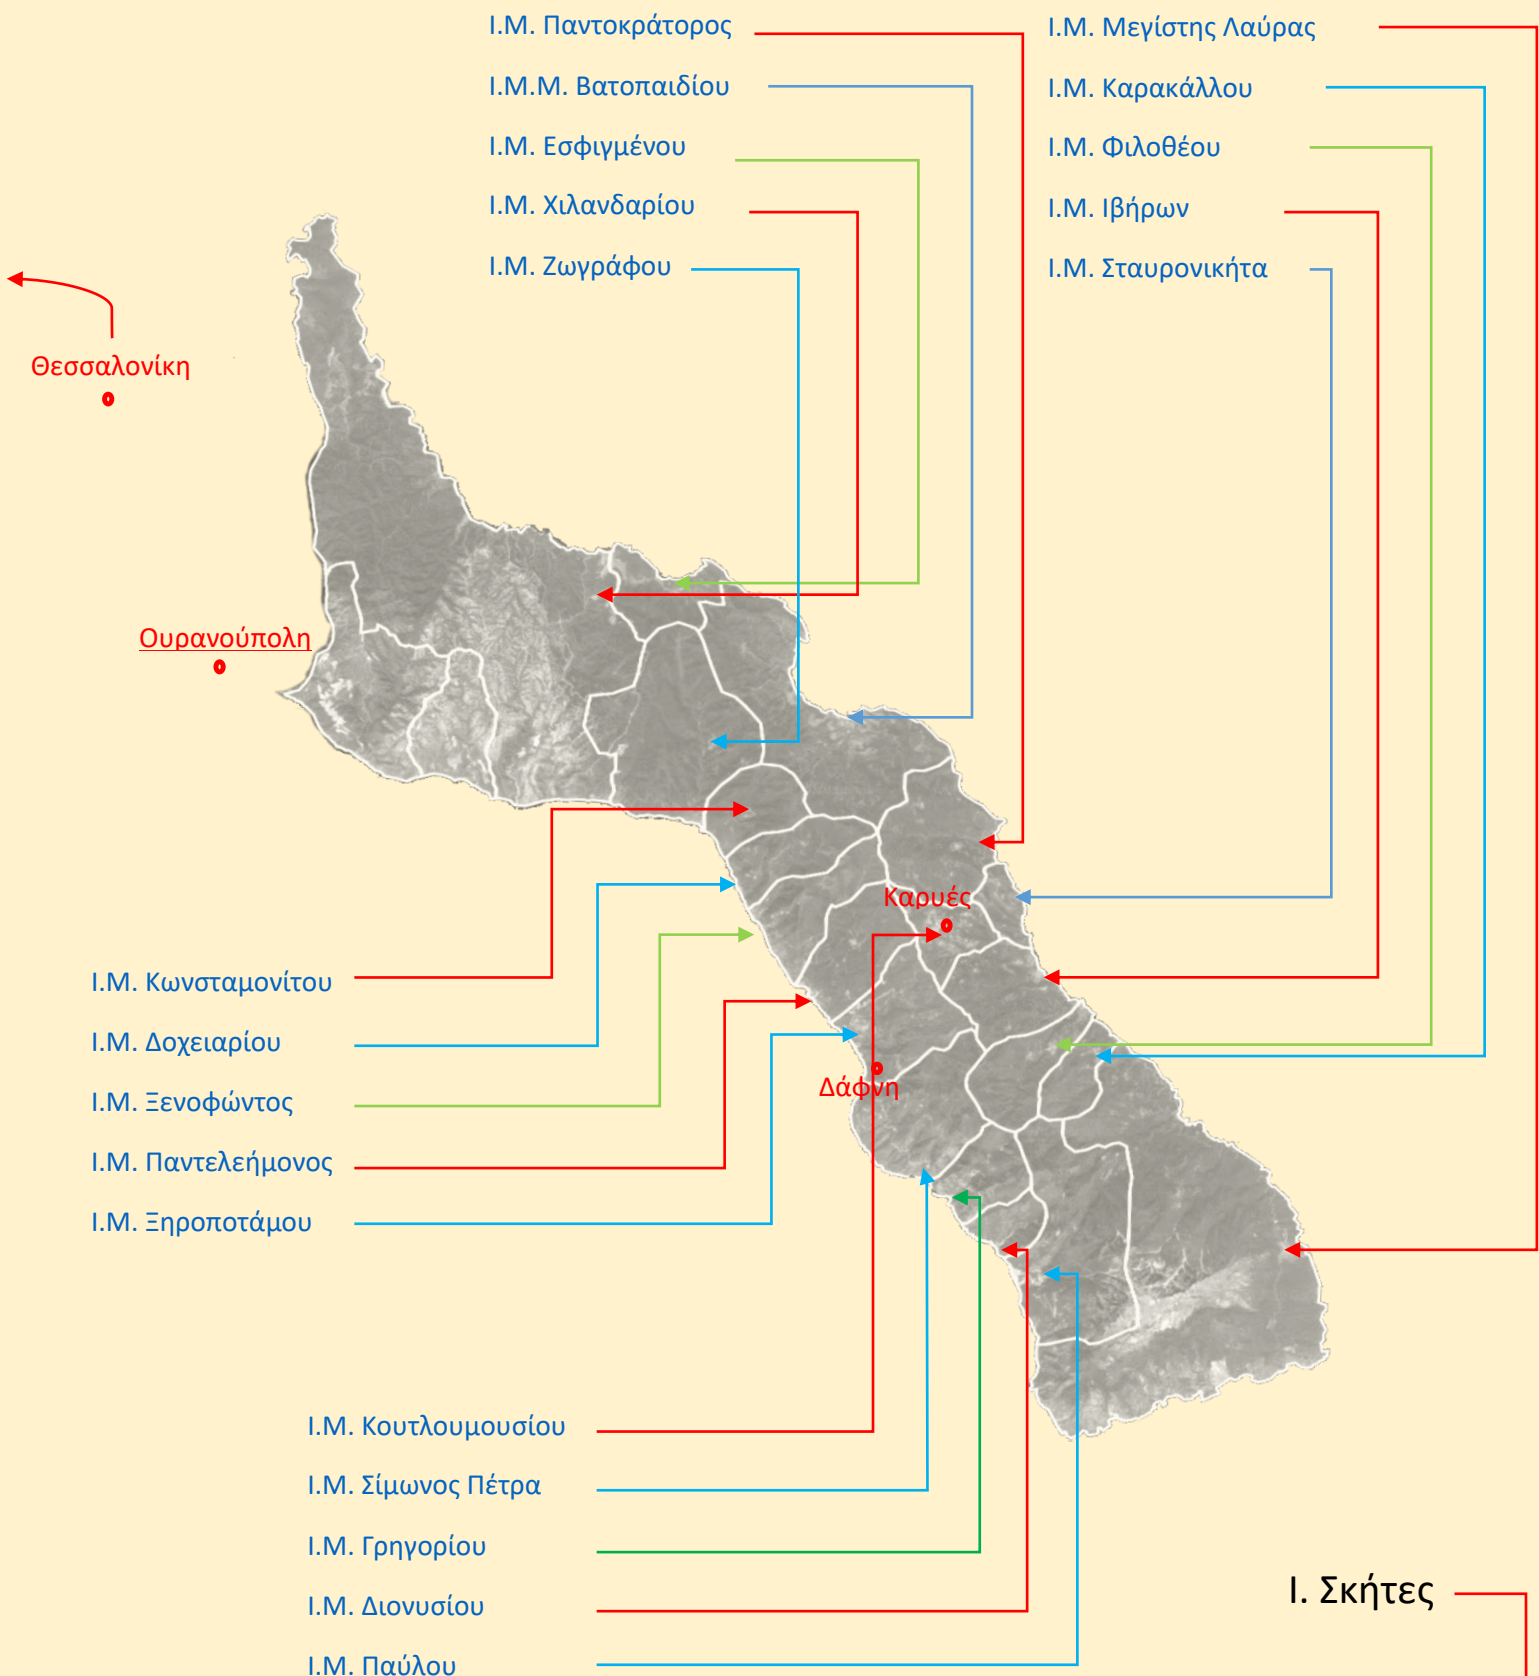 Ι.Μ. Παντοκράτορος
Ι.Μ.Μ. Βατοπαιδίου
Ι.Μ. Εσφιγμένου
Ι.Μ. Χιλανδαρίου
Ι.Μ. Ζωγράφου
Ι.Μ. Μεγίστης Λαύρας
Ι.Μ. Καρακάλλου
Ι.Μ. Φιλοθέου
Ι.Μ. Ιβήρων
Ι.Μ. Σταυρονικήτα
Θεσσαλονίκη
Ουρανούπολη
Καρυές
Δάφνη
Ι.Μ. Κωνσταμονίτου
Ι.Μ. Δοχειαρίου
Ι.Μ. Ξενοφώντος
Ι.Μ. Παντελεήμονος
Ι.Μ. Ξηροποτάμου
Ι.Μ. Κουτλουμουσίου
Ι.Μ. Σίμωνος Πέτρα
Ι.Μ. Γρηγορίου
Ι.Μ. Διονυσίου
Ι.Μ. Παύλου
Ι. Σκήτες